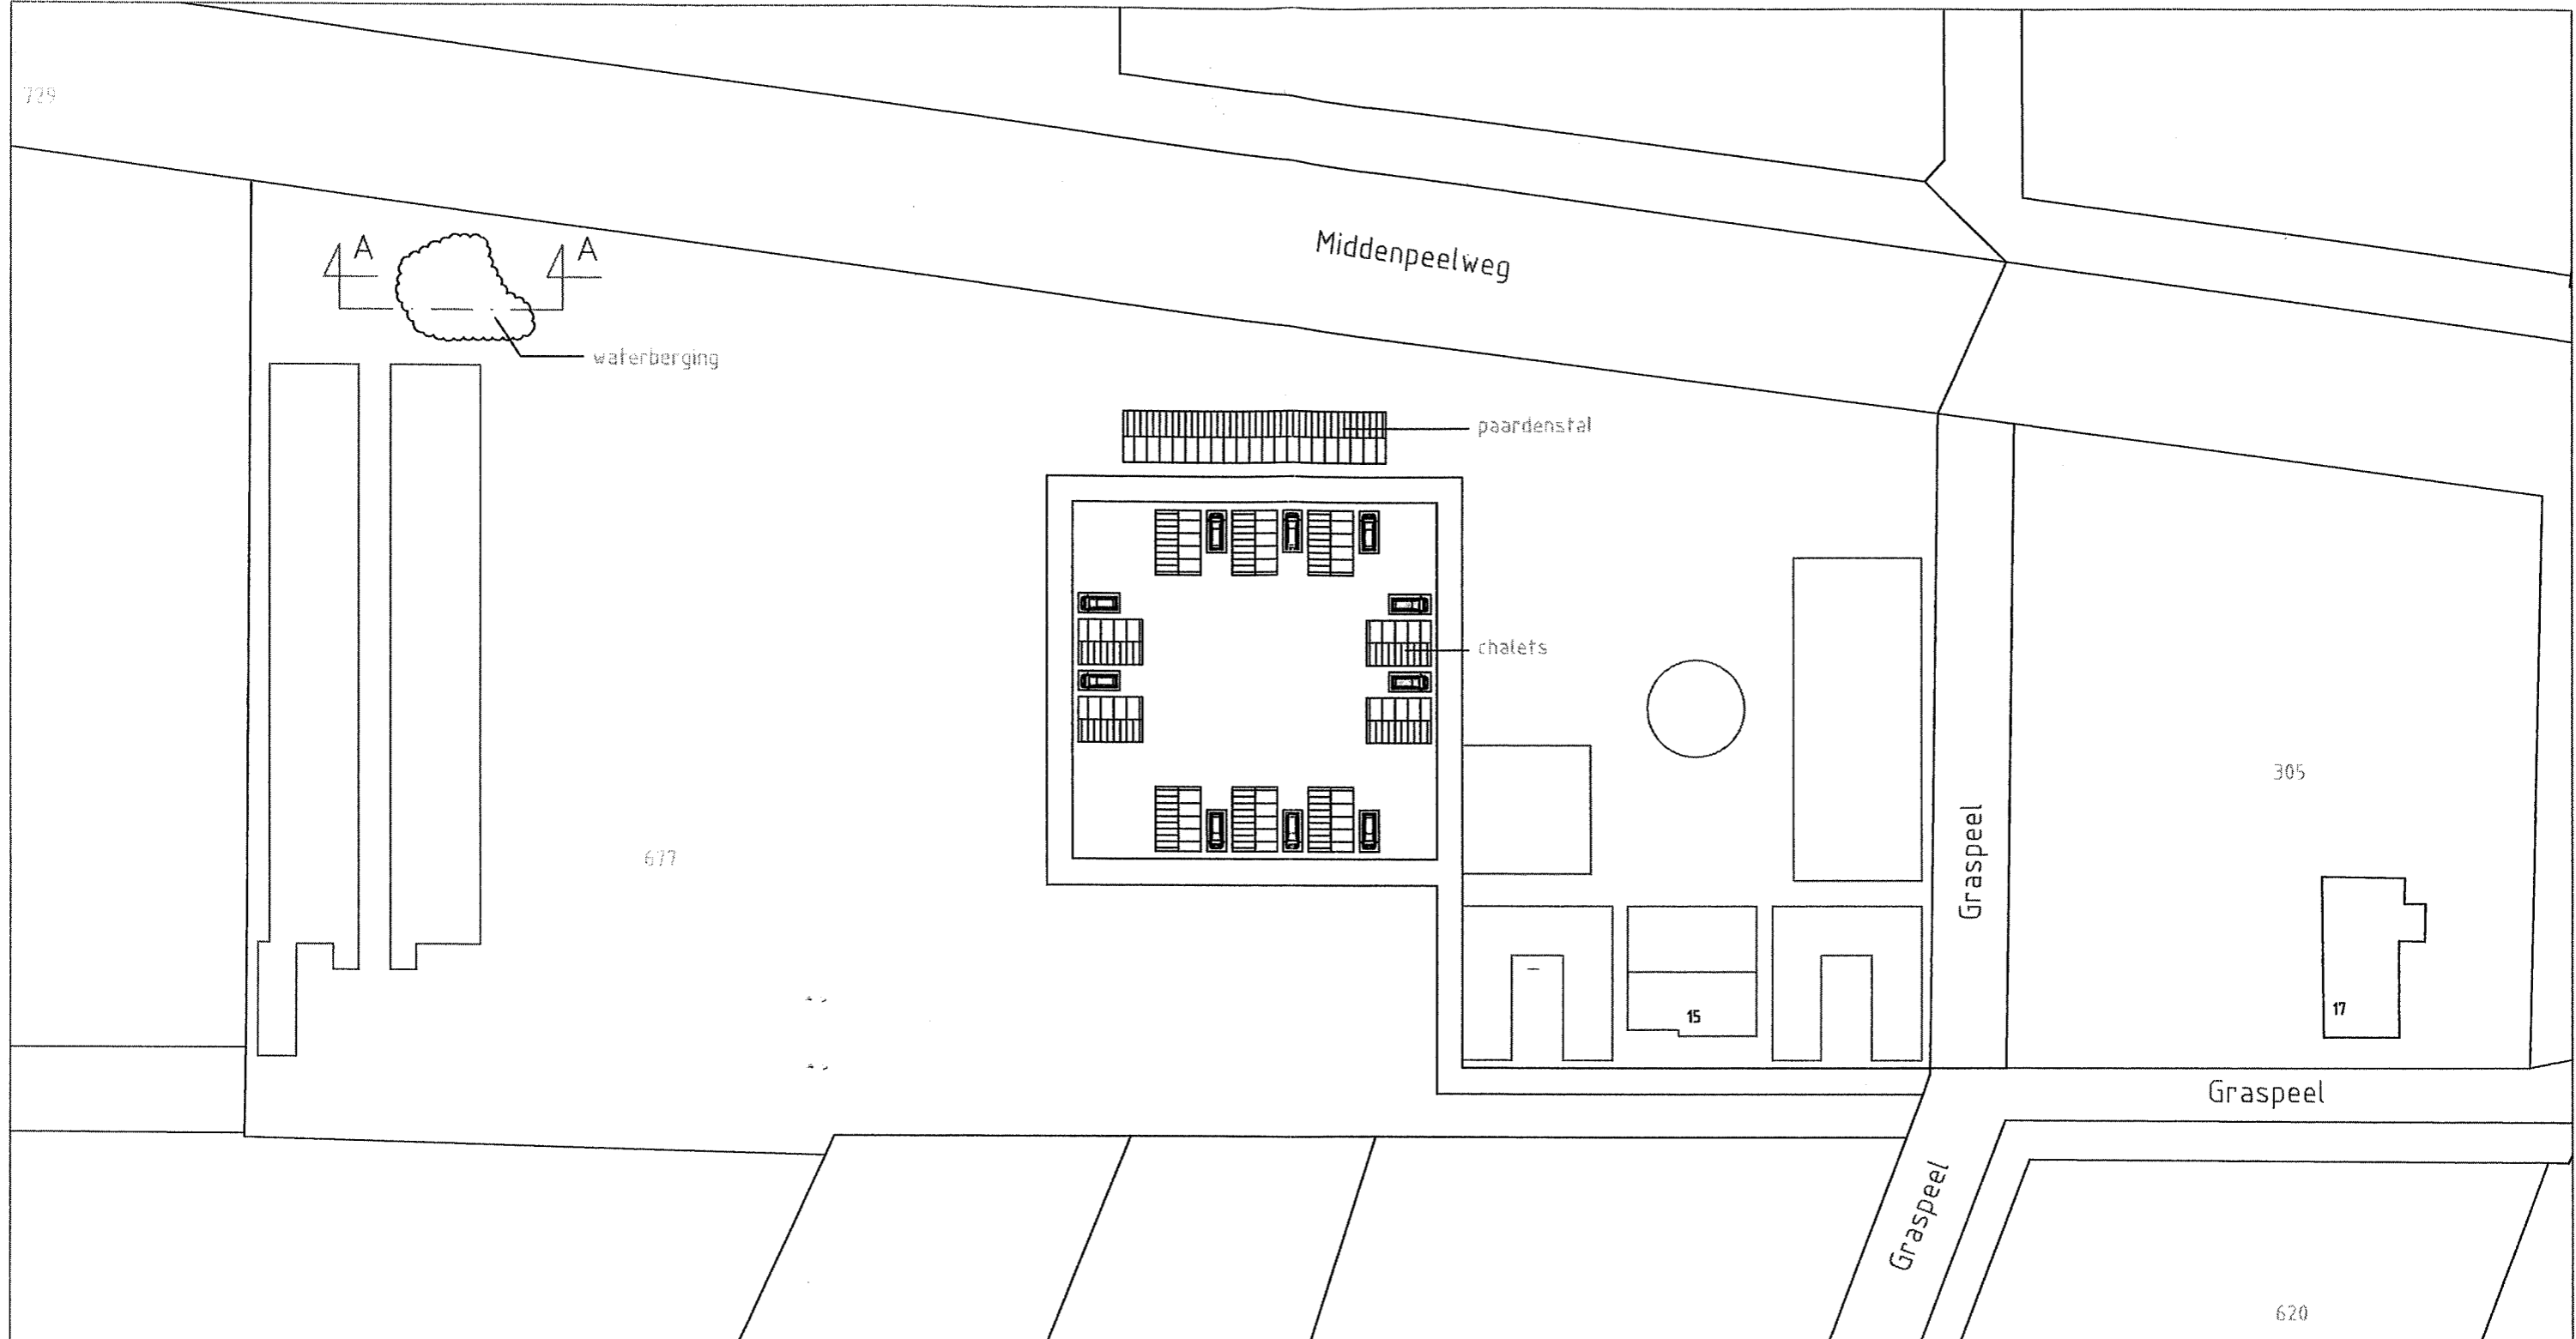 729
A
A
Middenpeelweg
waterberging
paardenstal
chalets
305
677
Graspeel
17
15
Graspeel
Graspeel
620